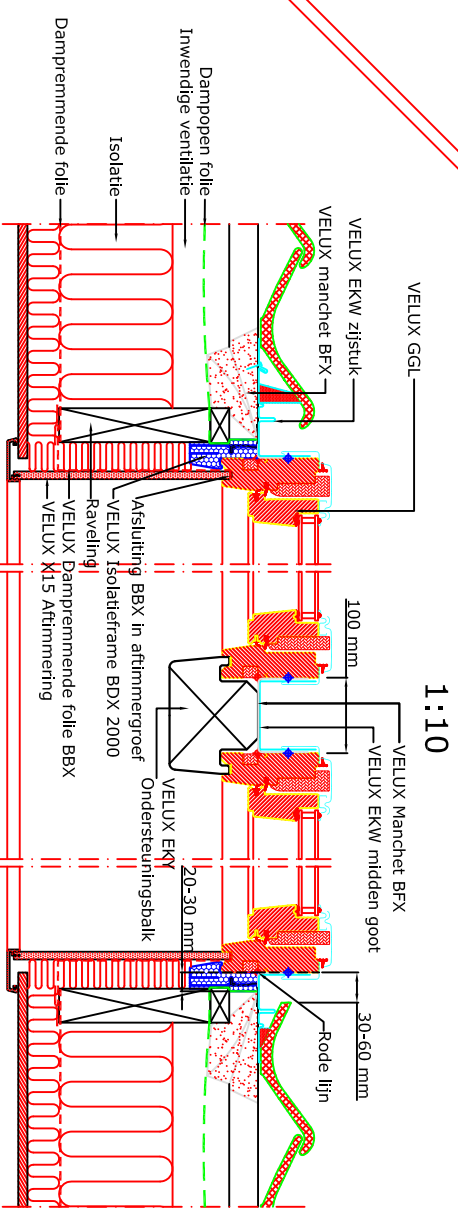 1:10
VELUX GGL
VELUX EKW zijstuk
VELUX manchet BFX
Dampopen folie
Inwendige ventilatie
Isolatie
Dampremmende folie
100 mm
VELUX Manchet BFX
VELUX EKW midden goot
30-60 mm
Rode lijn
20-30 mm
VELUX EKY
Ondersteuningsbalk
Afsluiting BBX in aftimmergroef
VELUX Isolatieframe BDX 2000
Raveling
VELUX Dampremmende folie BBX
VELUX X15 Aftimmering